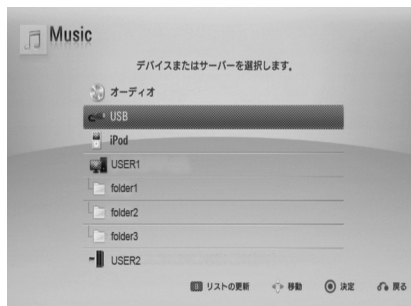 Music
デバイスまたはサーバーを選択します。
オーディオ
USB
iPod
USER1
folder1
folder2
folder3
USER2
リストの更新 移動 決定 戻る